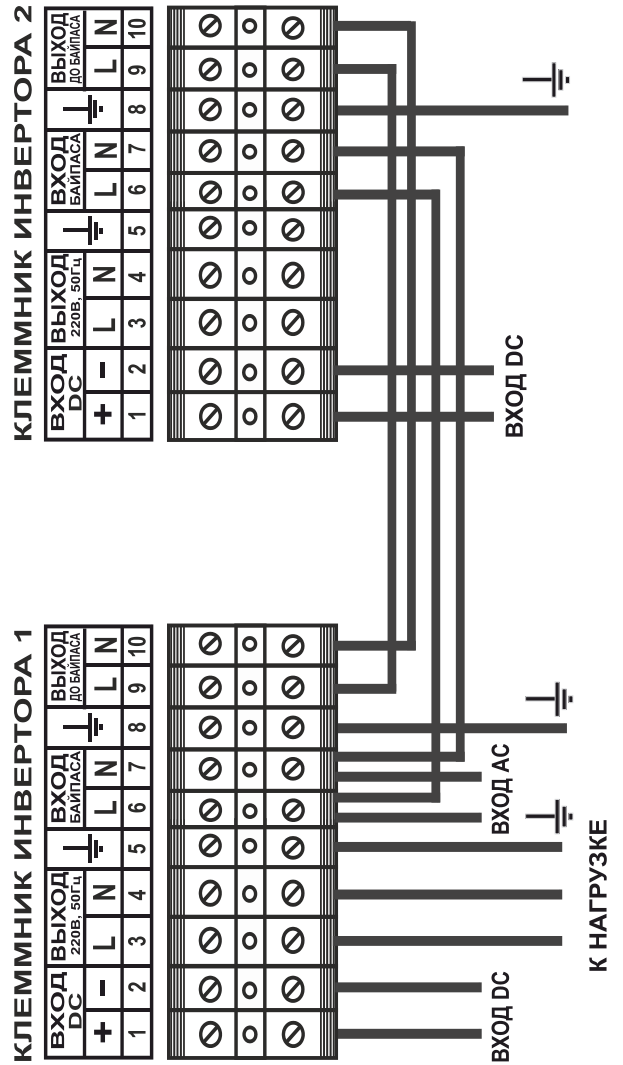 КЛЕММНИК ИНВЕРТОРА 1
ВХОД
DC
ВЫХОД
220В, 50Гц
ВХОД
БАЙПАСА
ВЫХОД
ДО БАЙПАСА
+ − L N L N L N
1 2 3 4 5 6 7 8 9 10
ВХОД DC
К НАГРУЗКЕ
ВХОД AC
КЛЕММНИК ИНВЕРТОРА 2
ВХОД
DC
ВЫХОД
220В, 50Гц
ВХОД
БАЙПАСА
ВЫХОД
ДО БАЙПАСА
+ − L N L N L N
1 2 3 4 5 6 7 8 9 10
ВХОД DC